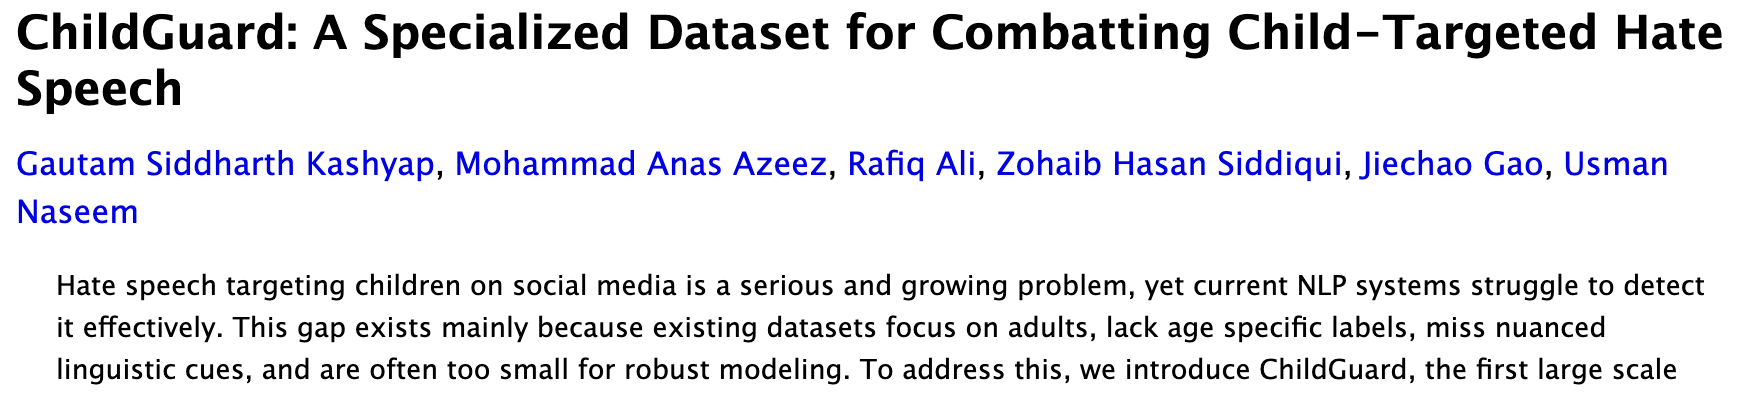 ChildGuard: A Specialized Dataset for Combatting Child-Targeted Hate
Speech
Gautam Siddharth Kashyap, Mohammad Anas Azeez, Rafiq Ali, Zohaib Hasan Siddiqui, Jiechao Gao, Usman
Naseem
Hate speech targeting children on social media is a serious and growing problem, yet current NLP systems struggle to detect
it effectively. This gap exists mainly because existing datasets focus on adults, lack age specific labels, miss nuanced
linguistic cues, and are often too small for robust modeling. To address this, we introduce ChildGuard, the first large scale